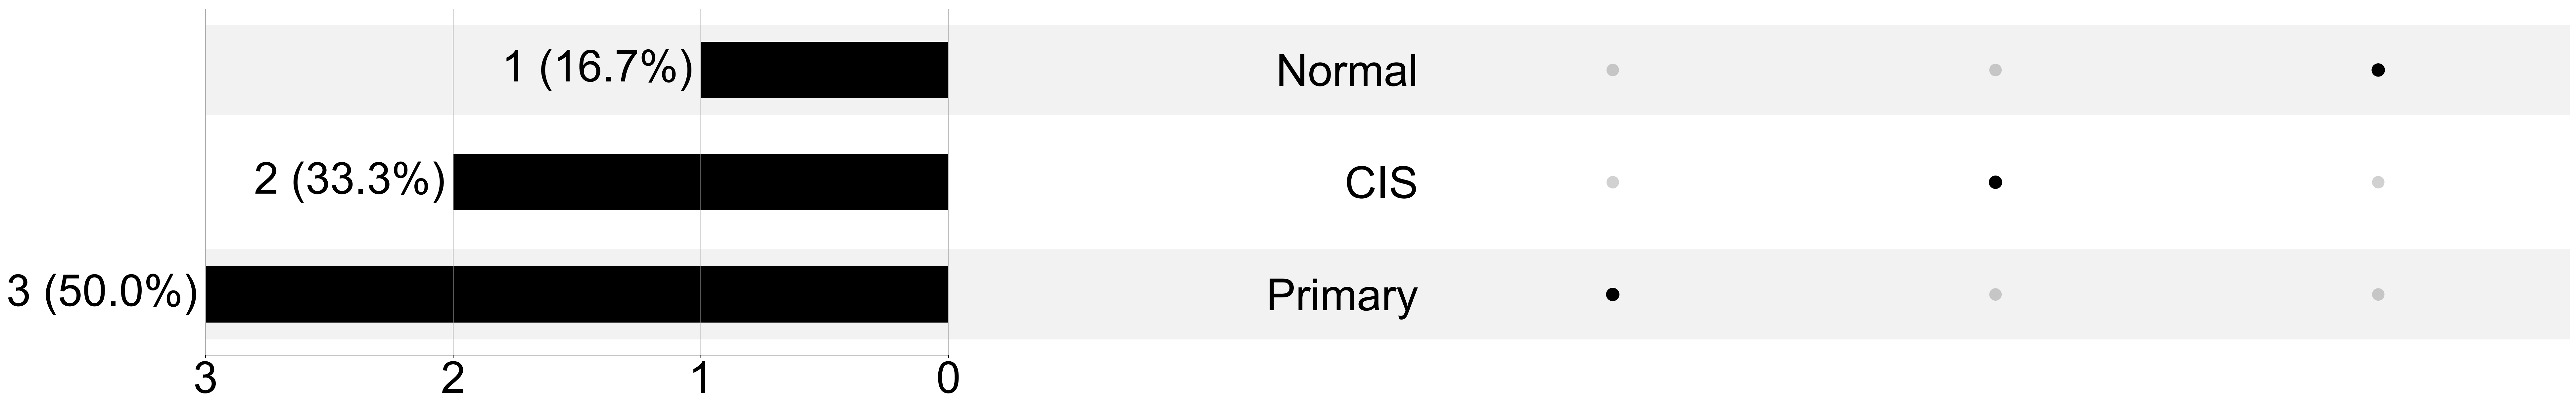 1 (16.7%) Normal
2 (33.3%) CIS
3 (50.0%) Primary
3 2 1 0